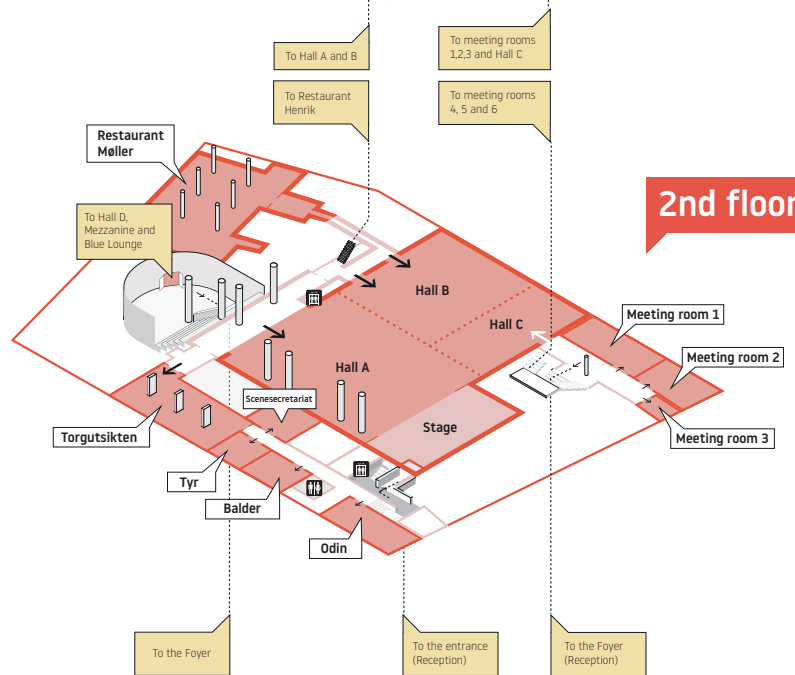 To Hall A and B
To meeting rooms
1,2,3 and Hall C
To Restaurant
Henrik
To meeting rooms
4, 5 and 6
Restaurant
Møller
2nd floor
To Hall D,
Mezzanine and
Blue Lounge
Hall B
Hall C
Meeting room 1
Meeting room 2
Hall A
Scenesecretariat
Stage
Meeting room 3
Torgutsikten
Tyr
Balder
Odin
To the Foyer
To the entrance
(Reception)
To the Foyer
(Reception)